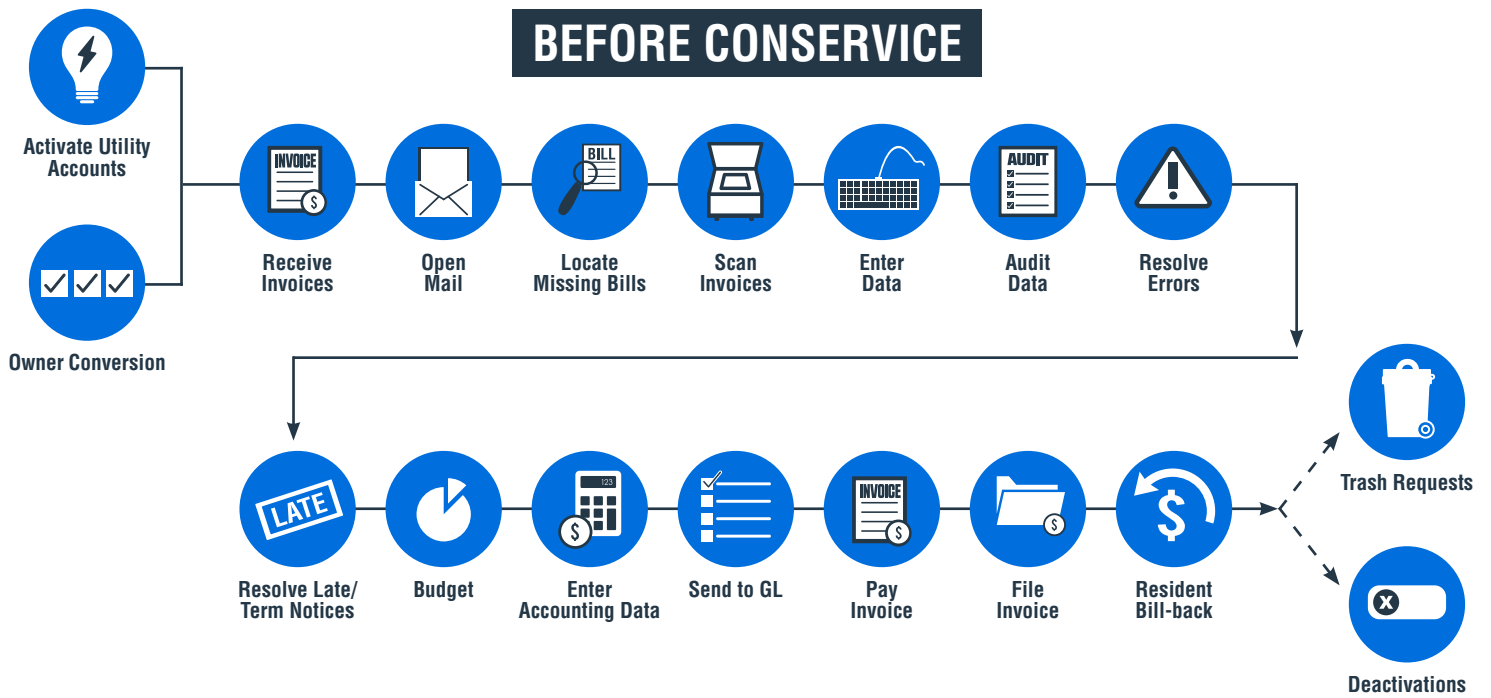 BEFORE CONSERVICE
Activate Utility
Accounts
Owner Conversion
INVOICE
$
Receive
Invoices
Open
Mail
BILL
Locate
Missing Bills
Scan
Invoices
Enter
Data
AUDIT
Audit
Data
Resolve
Errors
LATE
Resolve Late/
Term Notices
Budget
123
$
Enter
Accounting Data
Send to GL
INVOICE
$
Pay
Invoice
$
File
Invoice
$
Resident
Bill-back
Trash Requests
X
Deactivations